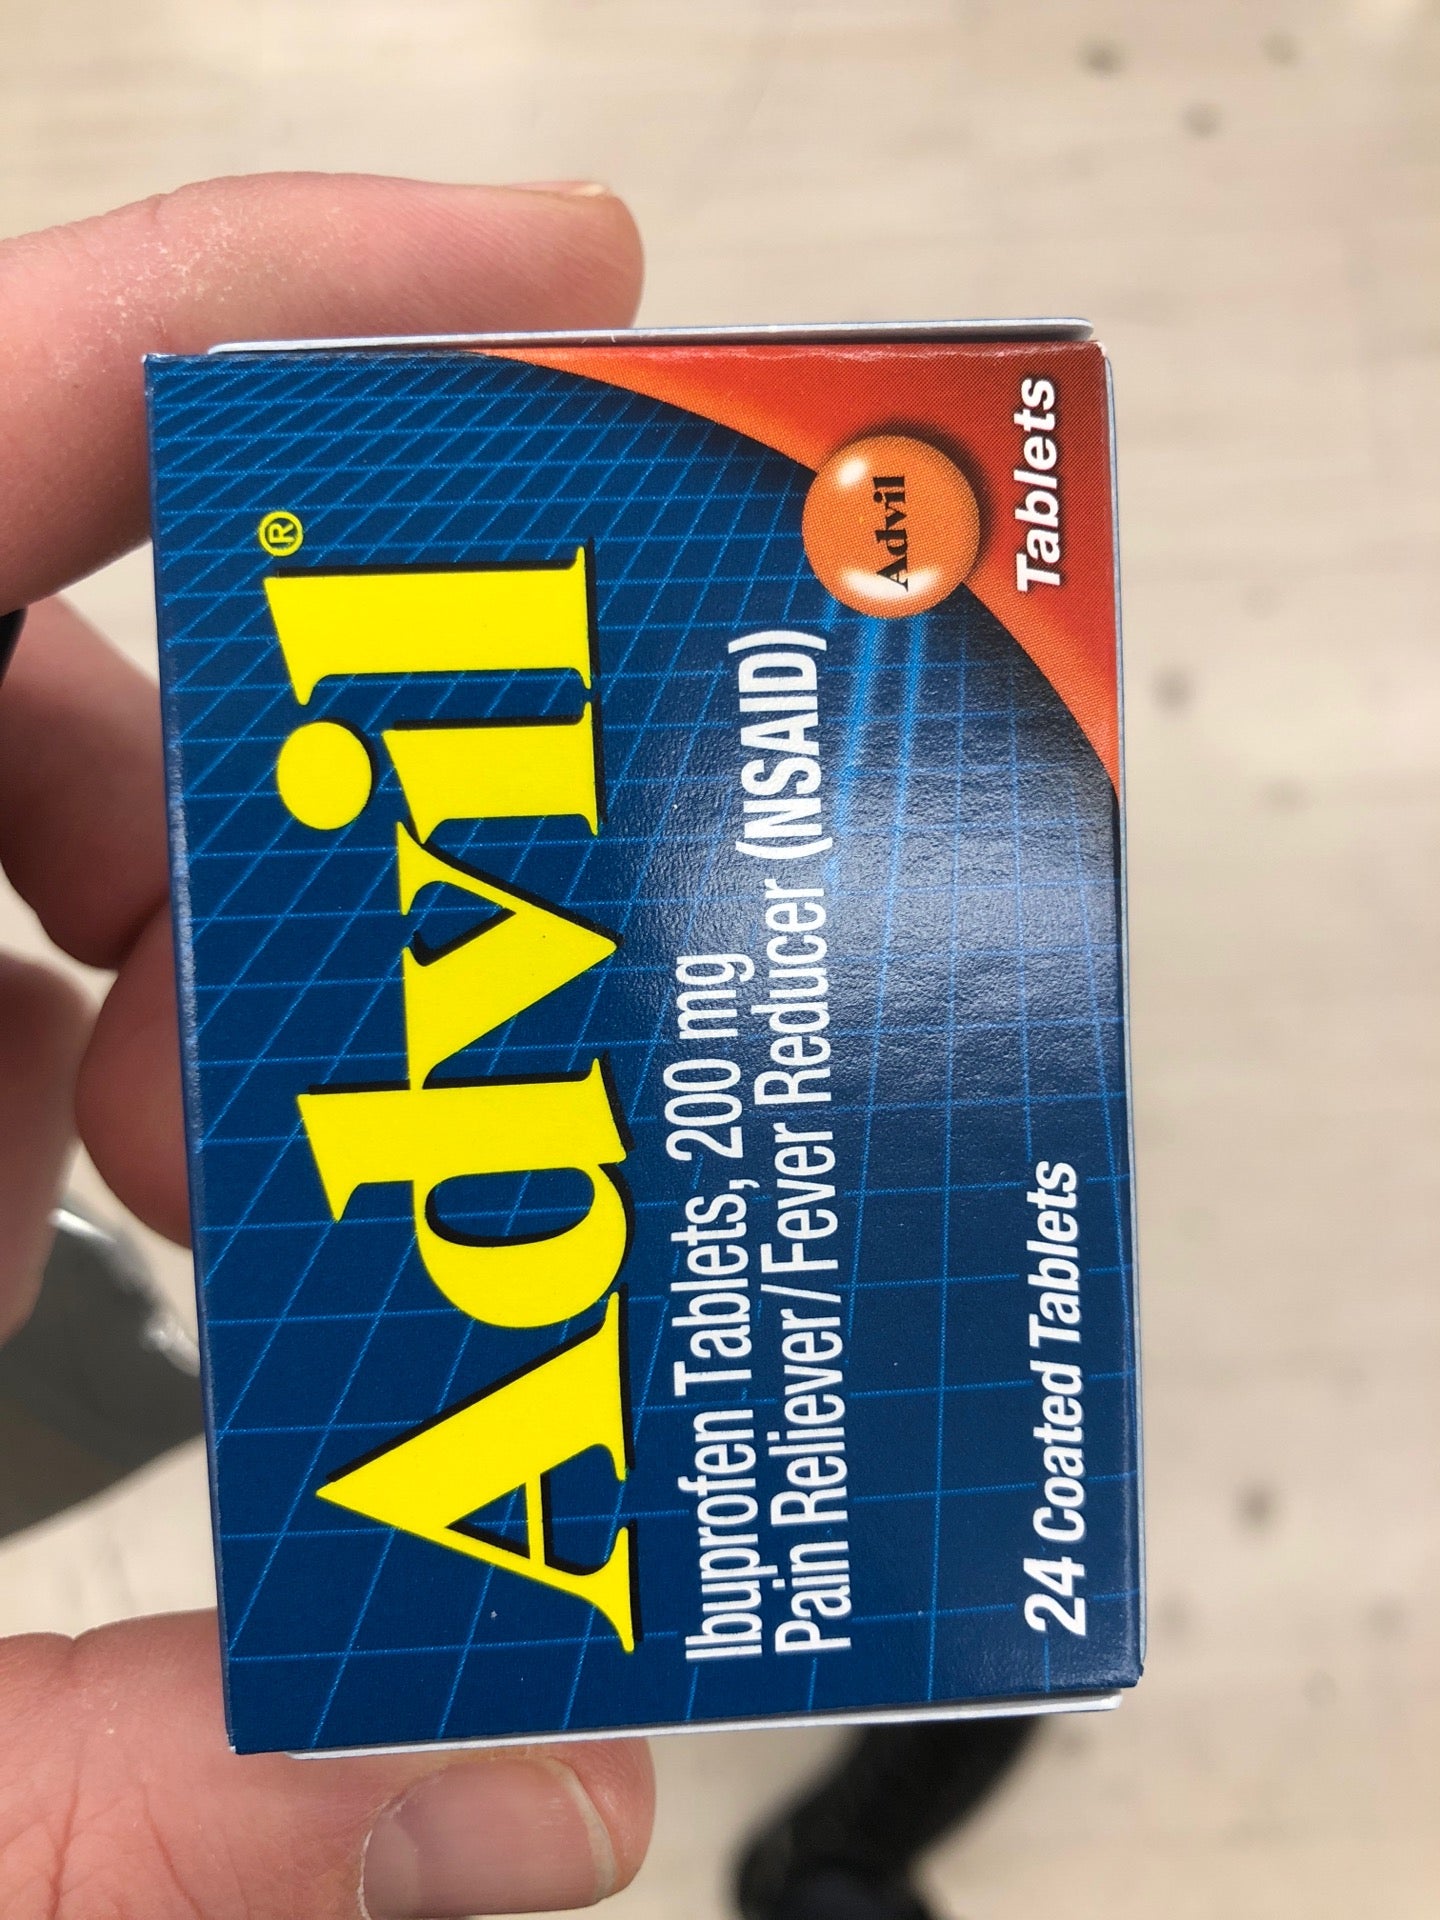 Advil®
Ibuprofen Tablets, 200 mg
Pain Reliever/Fever Reducer (NSAID)
Advil
24 Coated Tablets
Tablets